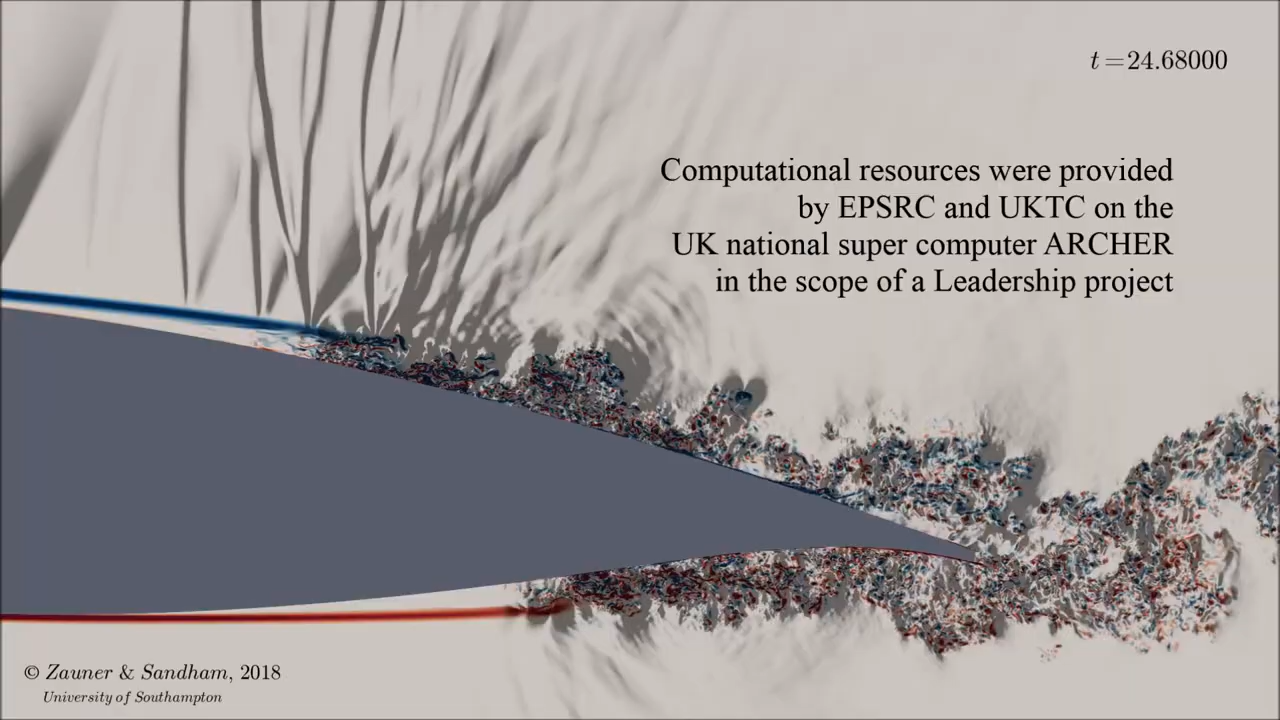 t=24.68000
Computational resources were provided
by EPSRC and UKTC on the
UK national super computer ARCHER
in the scope of a Leadership project
© Zauner & Sandham, 2018
University of Southampton